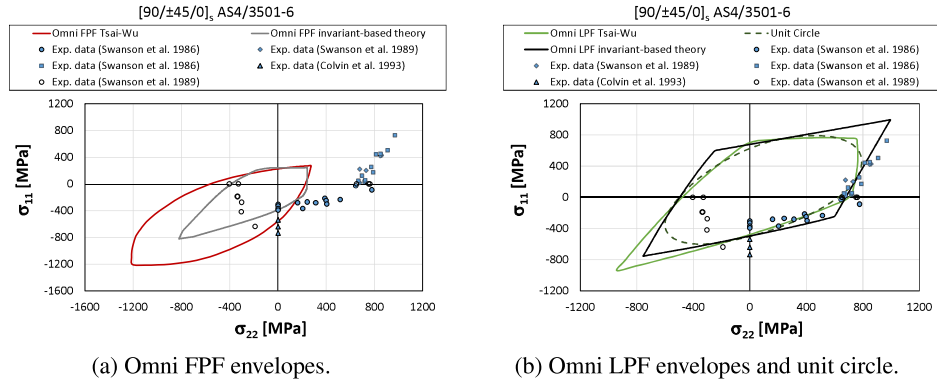 [90/±45/0]s AS4/3501-6
Omni FPF Tsai-Wu
Omni FPF invariant-based theory
Exp. data (Swanson et al. 1986)
Exp. data (Swanson et al. 1989)
Exp. data (Swanson et al. 1986)
Exp. data (Colvin et al. 1993)
Exp. data (Swanson et al. 1989)
1200
800
400
0
-400
-800
-1200
-1600
-1200
-800
-400
0
400
800
1200
σ11 [MPa]
σ22 [MPa]
(a) Omni FPF envelopes.
[90/±45/0]s AS4/3501-6
Omni LPF Tsai-Wu
Unit Circle
Omni LPF invariant-based theory
Exp. data (Swanson et al. 1986)
Exp. data (Swanson et al. 1989)
Exp. data (Swanson et al. 1986)
Exp. data (Colvin et al. 1993)
Exp. data (Swanson et al. 1989)
1200
800
400
0
-400
-800
-1200
-1200
-800
-400
0
400
800
1200
σ11 [MPa]
σ22 [MPa]
(b) Omni LPF envelopes and unit circle.